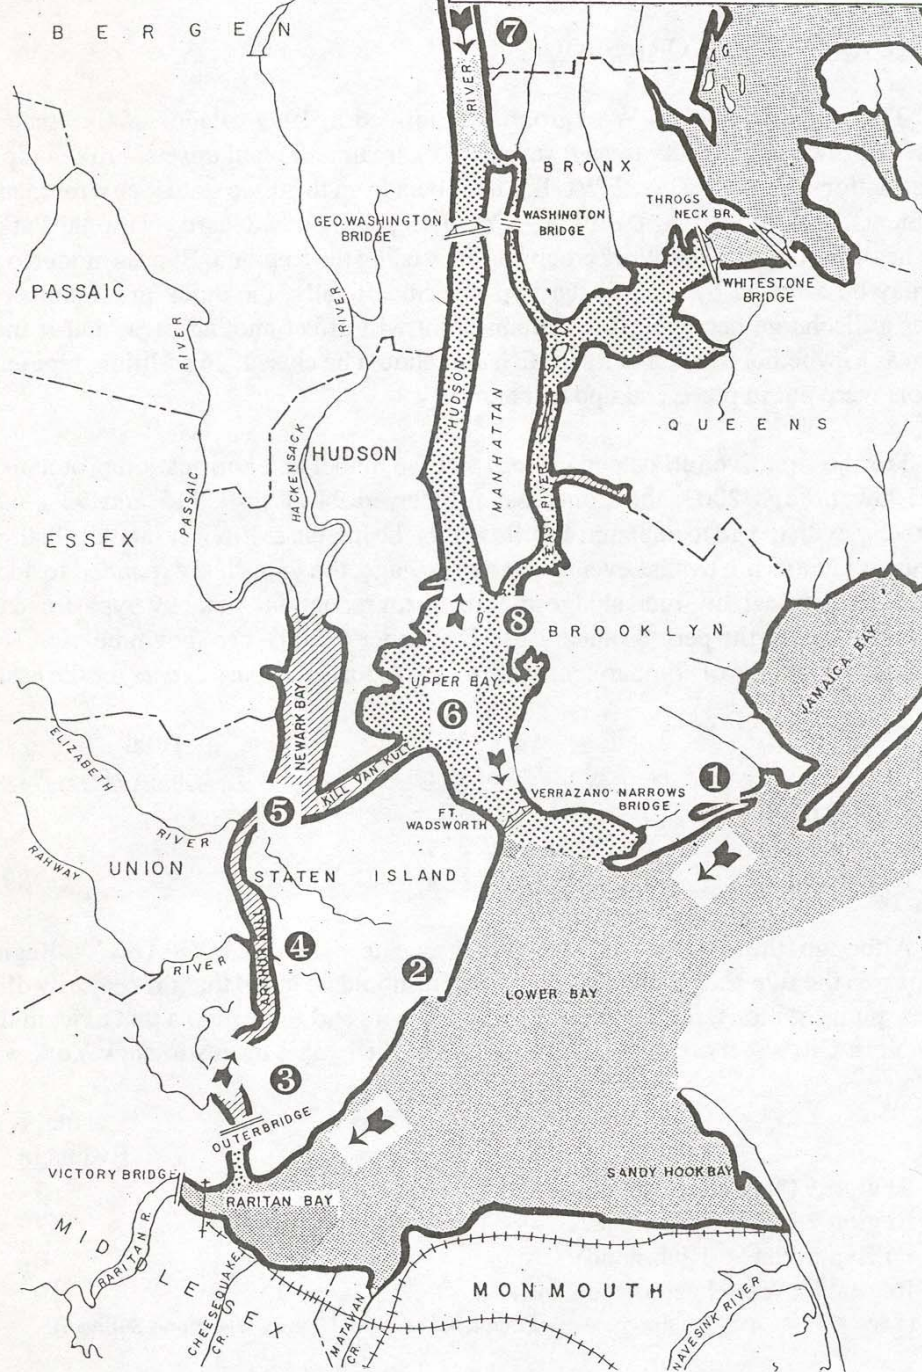 BERGEN
7
RIVER
BRONX
THROGS
NECK BR.
GEO. WASHINGTON
BRIDGE
WASHINGTON
BRIDGE
WHITESTONE
BRIDGE
PASSAIC
RIVER
RIVER
PASSAIC
HACKENSACK
HUDSON
HUDSON
MANHATTAN
EAST RIVER
QUEENS
ESSEX
8
BROOKLYN
JAMAICA BAY
UPPER BAY
6
NEWARK BAY
KILL VAN KULL
ELIZABETH
RIVER
5
VERRAZANO NARROWS
BRIDGE
1
FT.
WADSWORTH
RAHWAY
RIVER
UNION
STATEN ISLAND
ARTHUR KILL
4
2
LOWER BAY
3
OUTERBRIDGE
VICTORY BRIDGE
RARITAN BAY
SANDY HOOK BAY
MIDDLESEX
RARITAN R.
CHEESEQUAKE
CR.
MATAWAN
CR.
MONMOUTH
NAVESINK RIVER